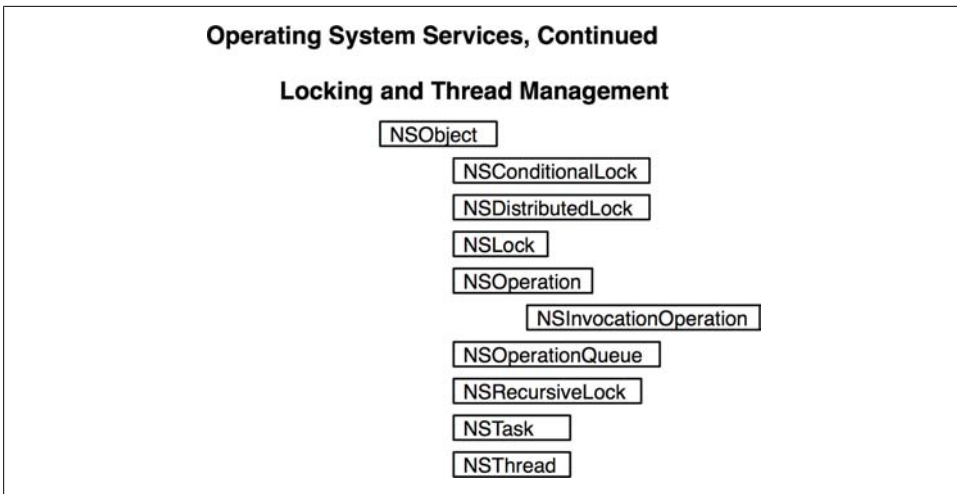 Operating System Services, Continued
Locking and Thread Management
NSObject
NSConditionalLock
NSDistributedLock
NSLock
NSOperation
NSInvocationOperation
NSOperationQueue
NSRecursiveLock
NSTask
NSThread